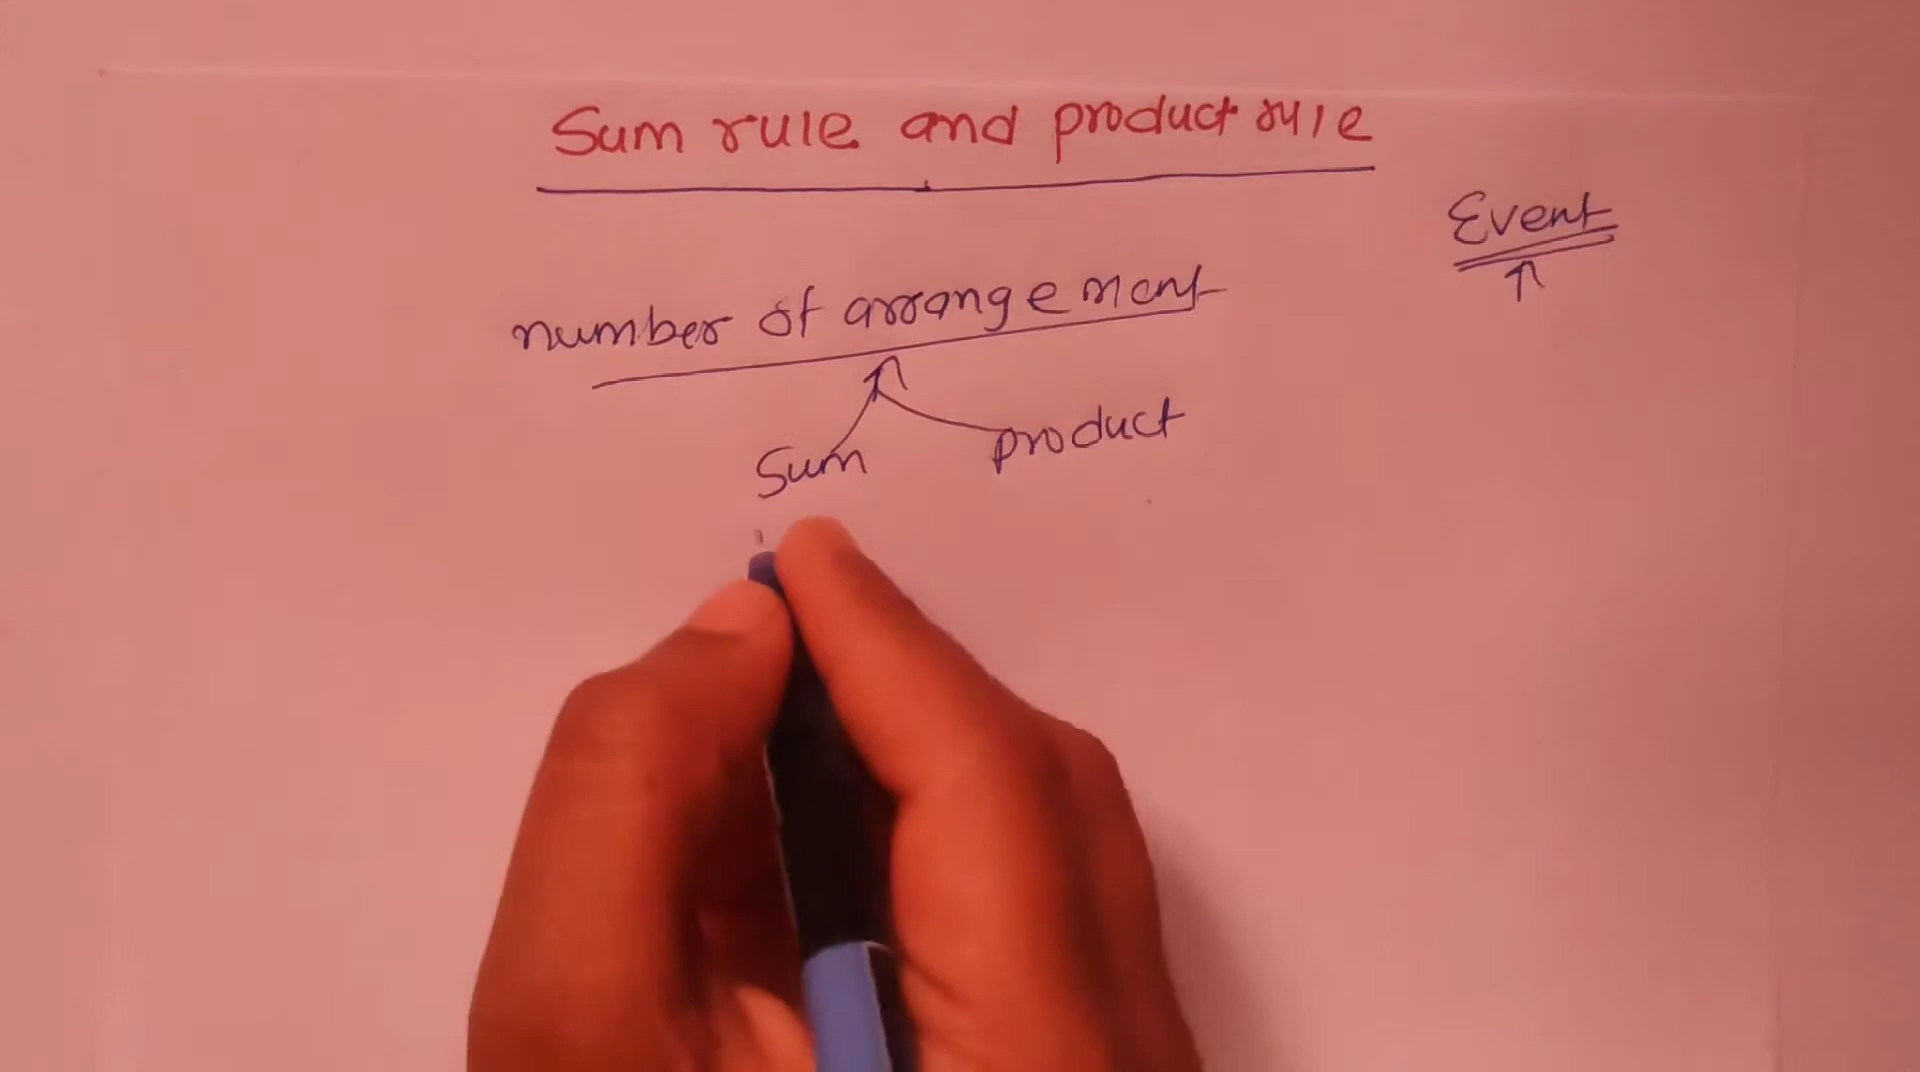 Sum rule and product rule
Event
number of arrangement
Sum product